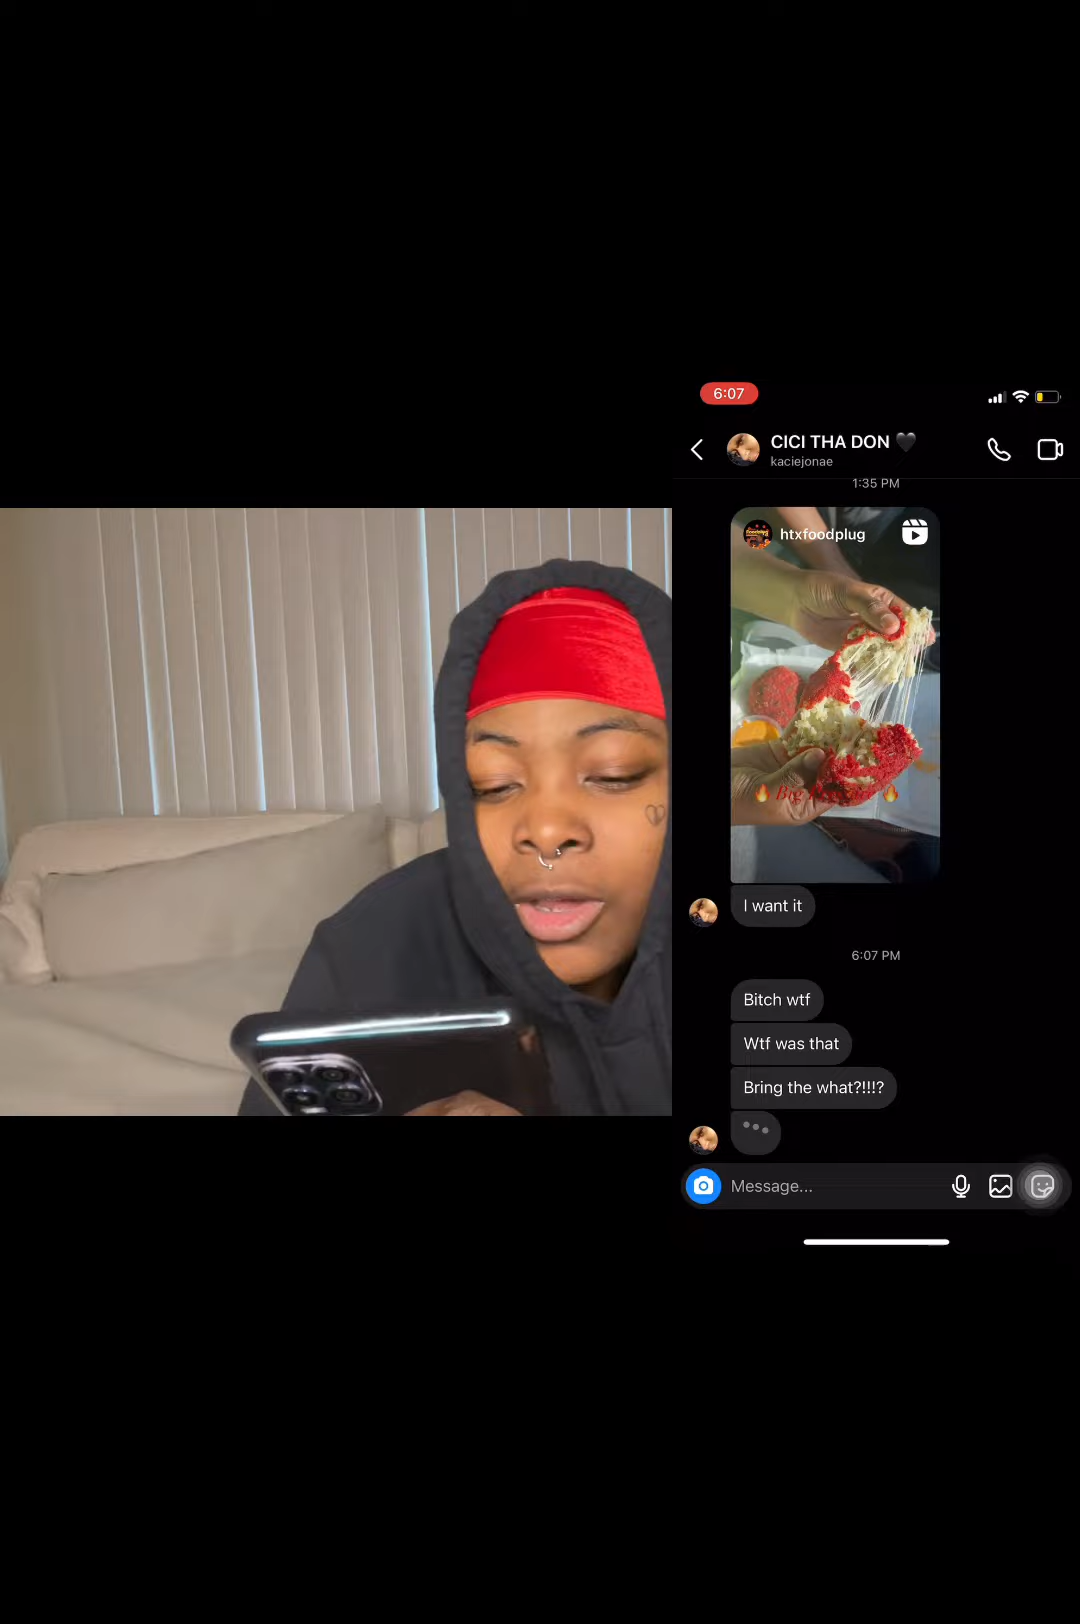 6:07
CICI THA DON 🖤
kaciejonae
1:35 PM
htxfoodplug
🔥 Big 🔥
I want it
6:07 PM
Bitch wtf
Wtf was that
Bring the what?!!!?
Message...